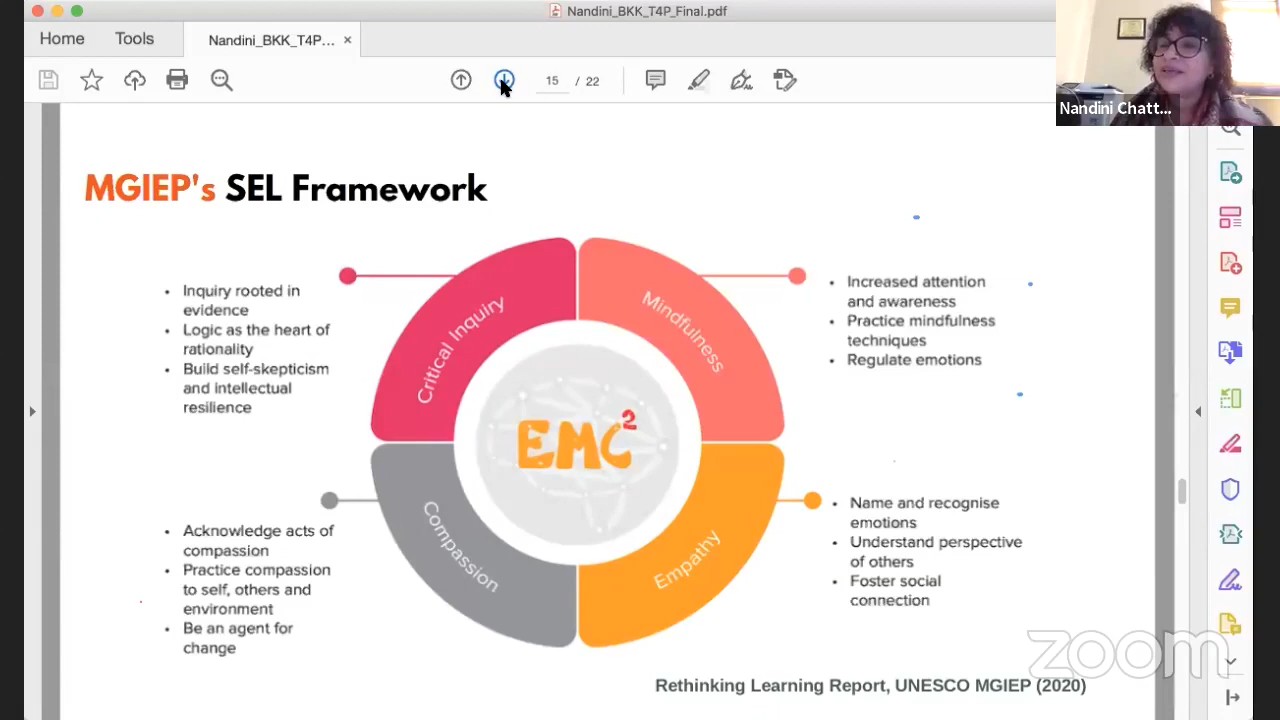 Nandini_BKK_T4P_Final.pdf
Home
Tools
Nandini_BKK_T4P... ×
15 / 22
Nandini Chatt...
MGIEP's SEL Framework
Critical Inquiry
Inquiry rooted in
evidence
Logic as the heart of
rationality
Build self-skepticism
and intellectual
resilience
Mindfulness
Increased attention
and awareness
Practice mindfulness
techniques
Regulate emotions
EMC²
Compassion
Acknowledge acts of
compassion
Practice compassion
to self, others and
environment
Be an agent for
change
Empathy
Name and recognise
emotions
Understand perspective
of others
Foster social
connection
zoom
Rethinking Learning Report, UNESCO MGIEP (2020)